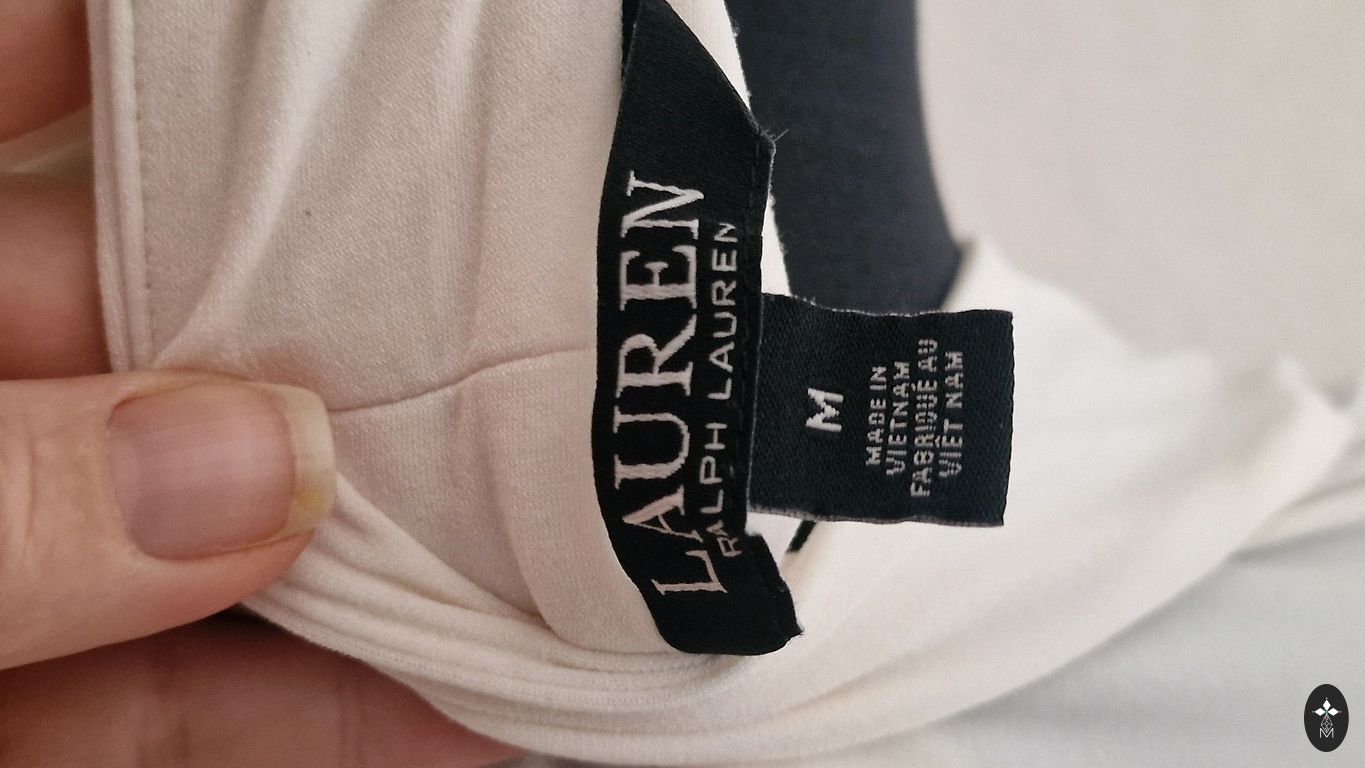 LAUREN
RALPH LAUREN
M
MADE IN
VIETNAM
FABRIQUÉ AU
VIÊT NAM
M